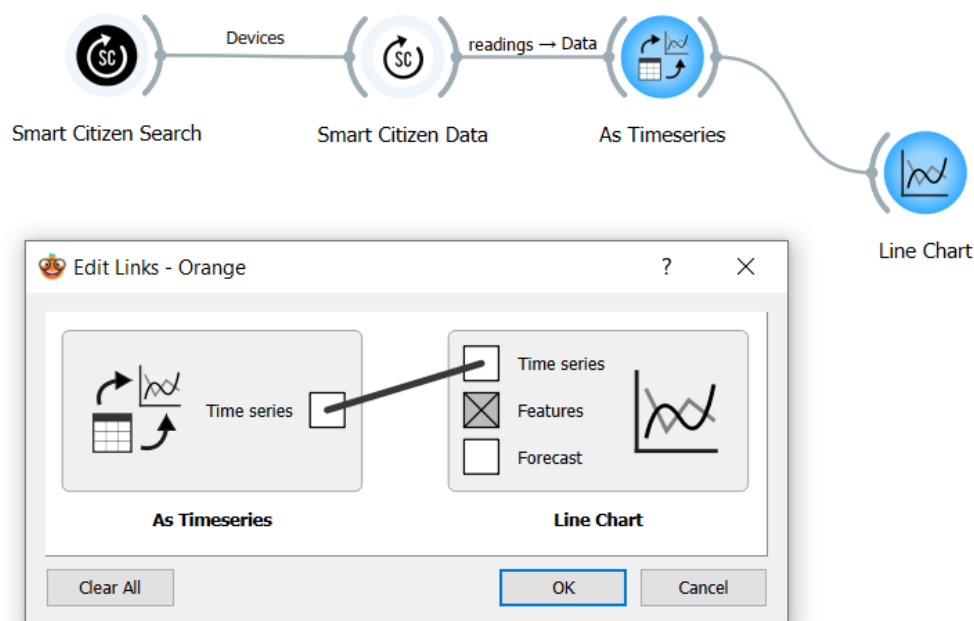 Devices
readings → Data
SC
SC
Smart Citizen Search
Smart Citizen Data
As Timeseries
Line Chart
Edit Links - Orange
?
Time series
Time series
Features
Forecast
As Timeseries
Line Chart
Clear All
OK
Cancel